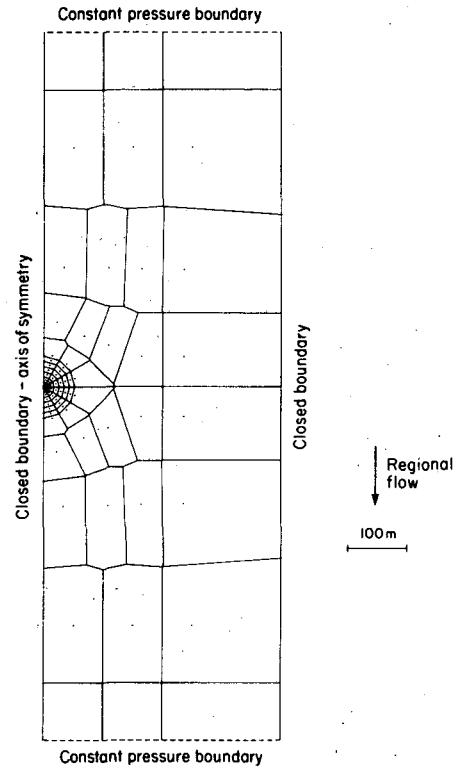 Constant pressure boundary
Closed boundary - axis of symmetry
Closed boundary
Regional
flow
100m
Constant pressure boundary